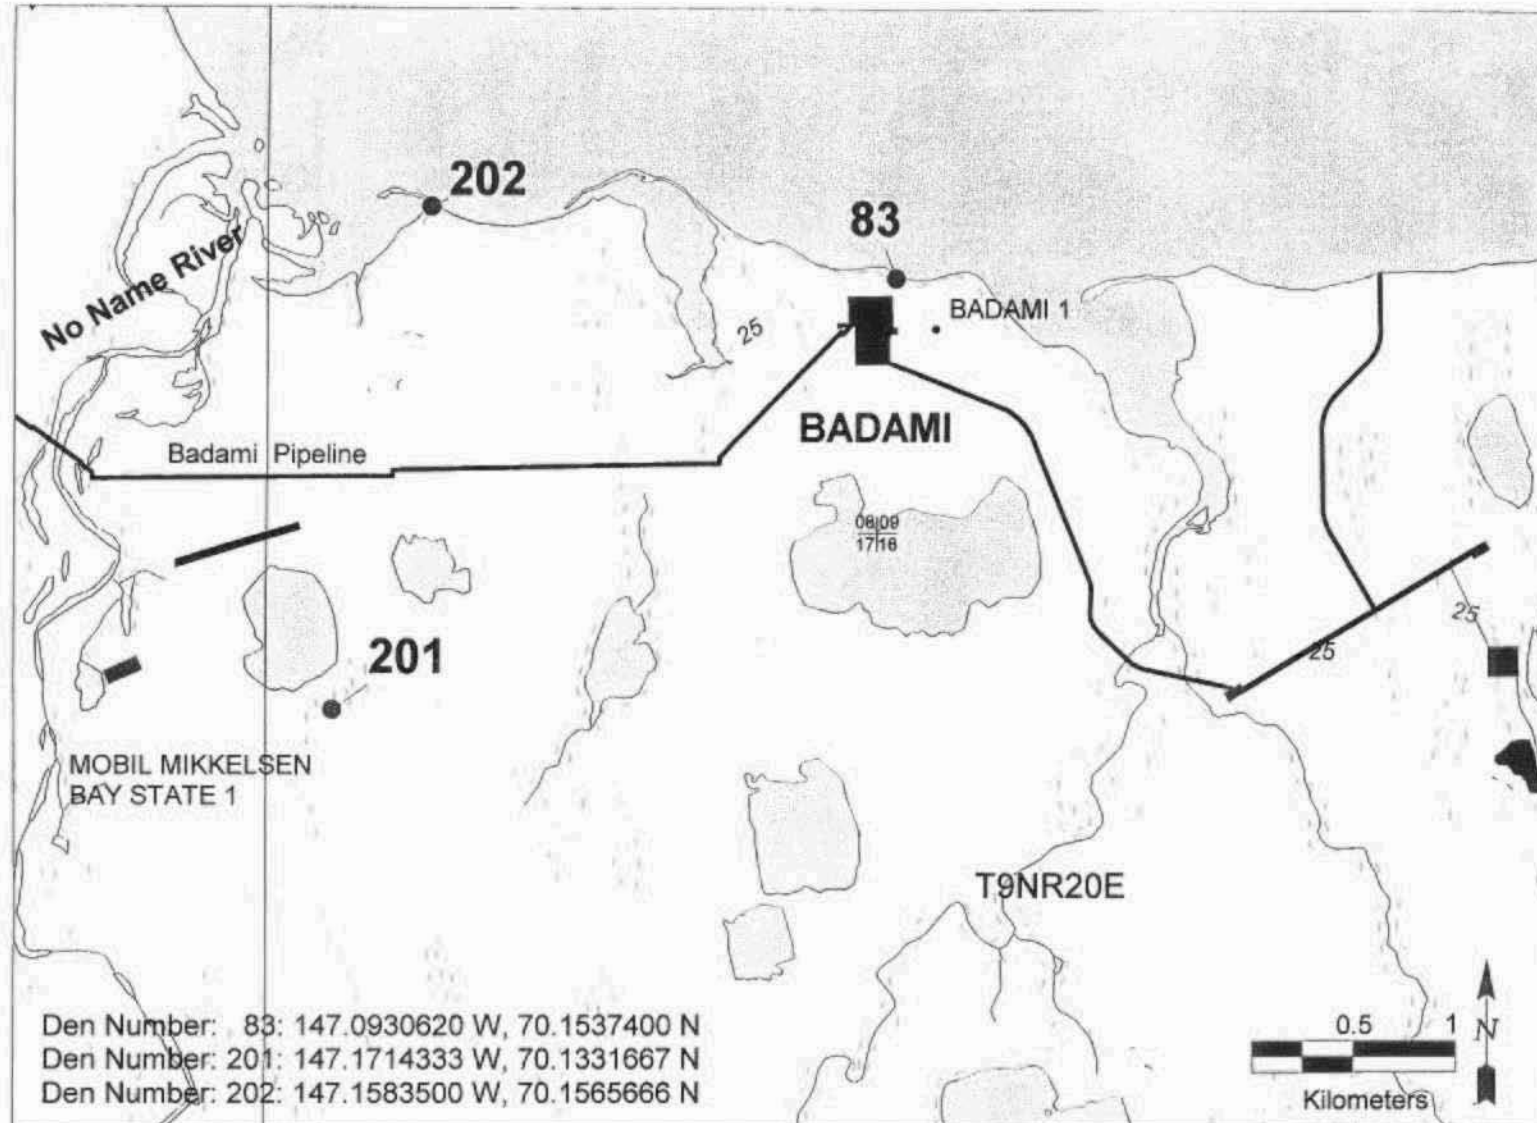 202
83
No Name River
BADAMI 1
25
BADAMI
Badami Pipeline
08 09
17 16
201
25
25
MOBIL MIKKELSEN
BAY STATE 1
T9NR20E
Den Number: 83: 147.0930620 W, 70.1537400 N
Den Number: 201: 147.1714333 W, 70.1331667 N
Den Number: 202: 147.1583500 W, 70.1565666 N
0.5 1
N
Kilometers